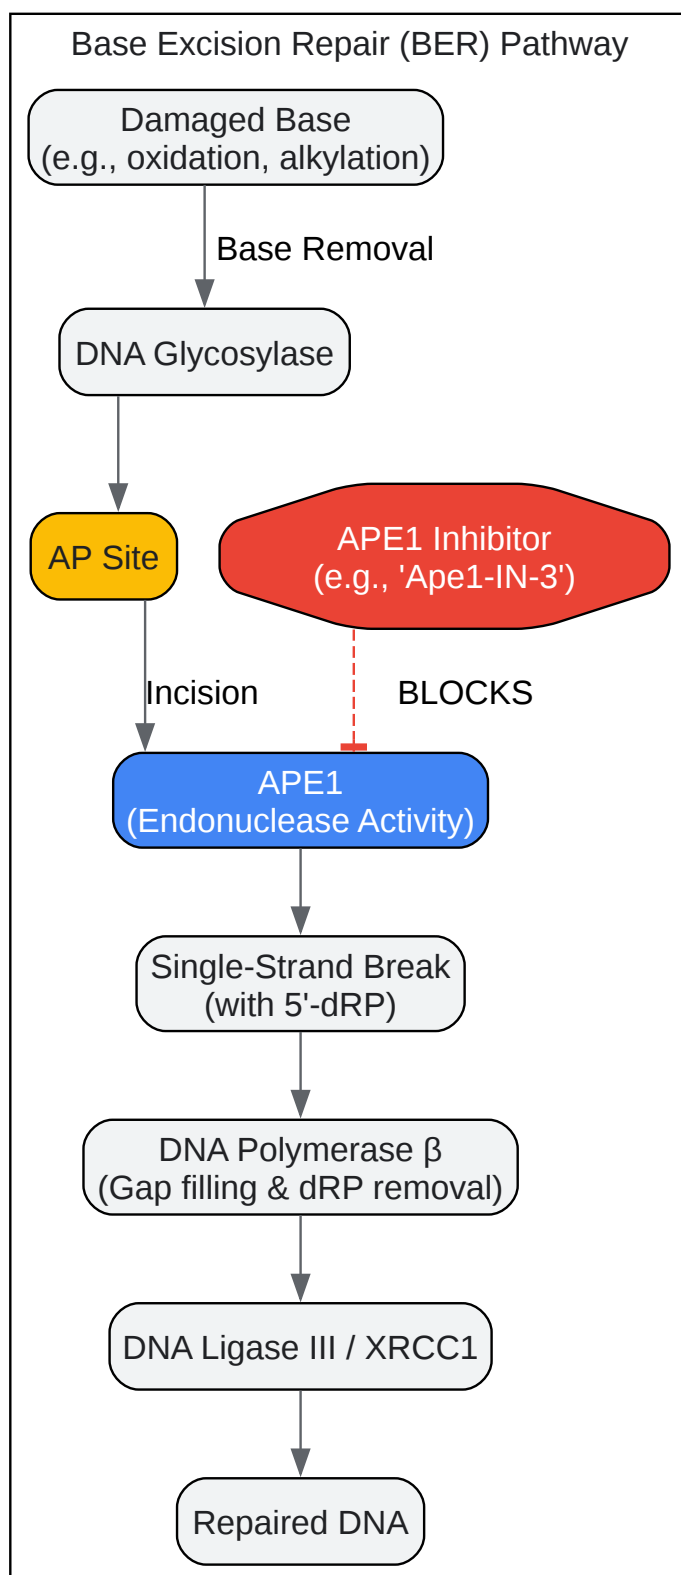 Base Excision Repair (BER) Pathway
Damaged Base
(e.g., oxidation, alkylation)
Base Removal
DNA Glycosylase
AP Site
APE1 Inhibitor
(e.g., 'Ape1-IN-3')
Incision
BLOCKS
APE1
(Endonuclease Activity)
Single-Strand Break
(with 5'-dRP)
DNA Polymerase β
(Gap filling & dRP removal)
DNA Ligase III / XRCC1
Repaired DNA